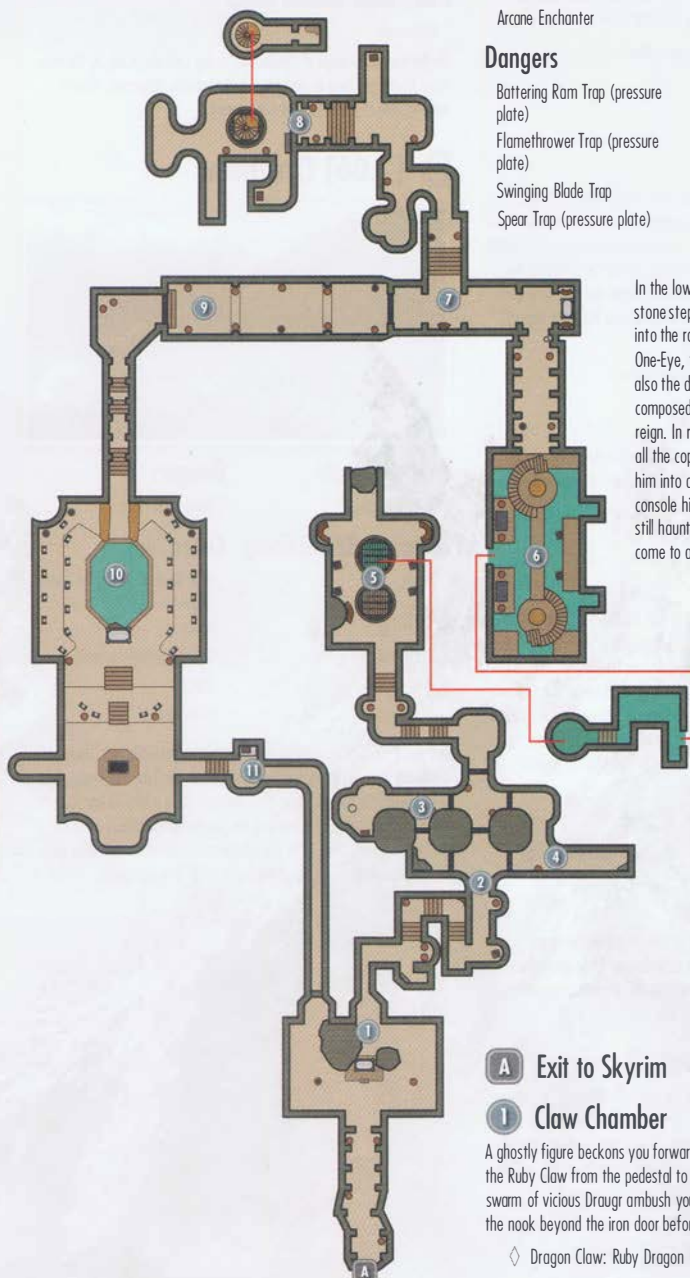 Arcane Enchanter
Dangers
Battering Ram Trap (pressure
plate)
Flamethrower Trap (pressure
plate)
Swinging Blade Trap
Spear Trap (pressure plate)
8
In the low
stone step
into the ro
One-Eye,
also the d
composed
reign. In r
all the cop
him into a
console hi
still haunt
come to a
9
7
6
10
5
11
3
4
2
1
A
A Exit to Skyrim
1 Claw Chamber
A ghostly figure beckons you forwar
the Ruby Claw from the pedestal to
swarm of vicious Draugr ambush yo
the nook beyond the iron door befor
◊ Dragon Claw: Ruby Dragon